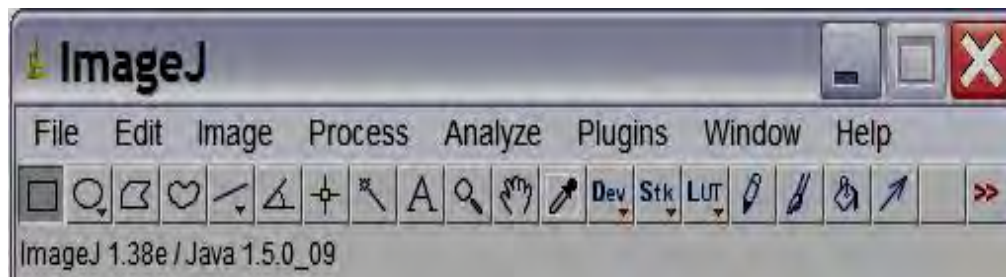 ImageJ
File Edit Image Process Analyze Plugins Window Help
A Dev Stk LUT >>
ImageJ 1.38e / Java 1.5.0_09